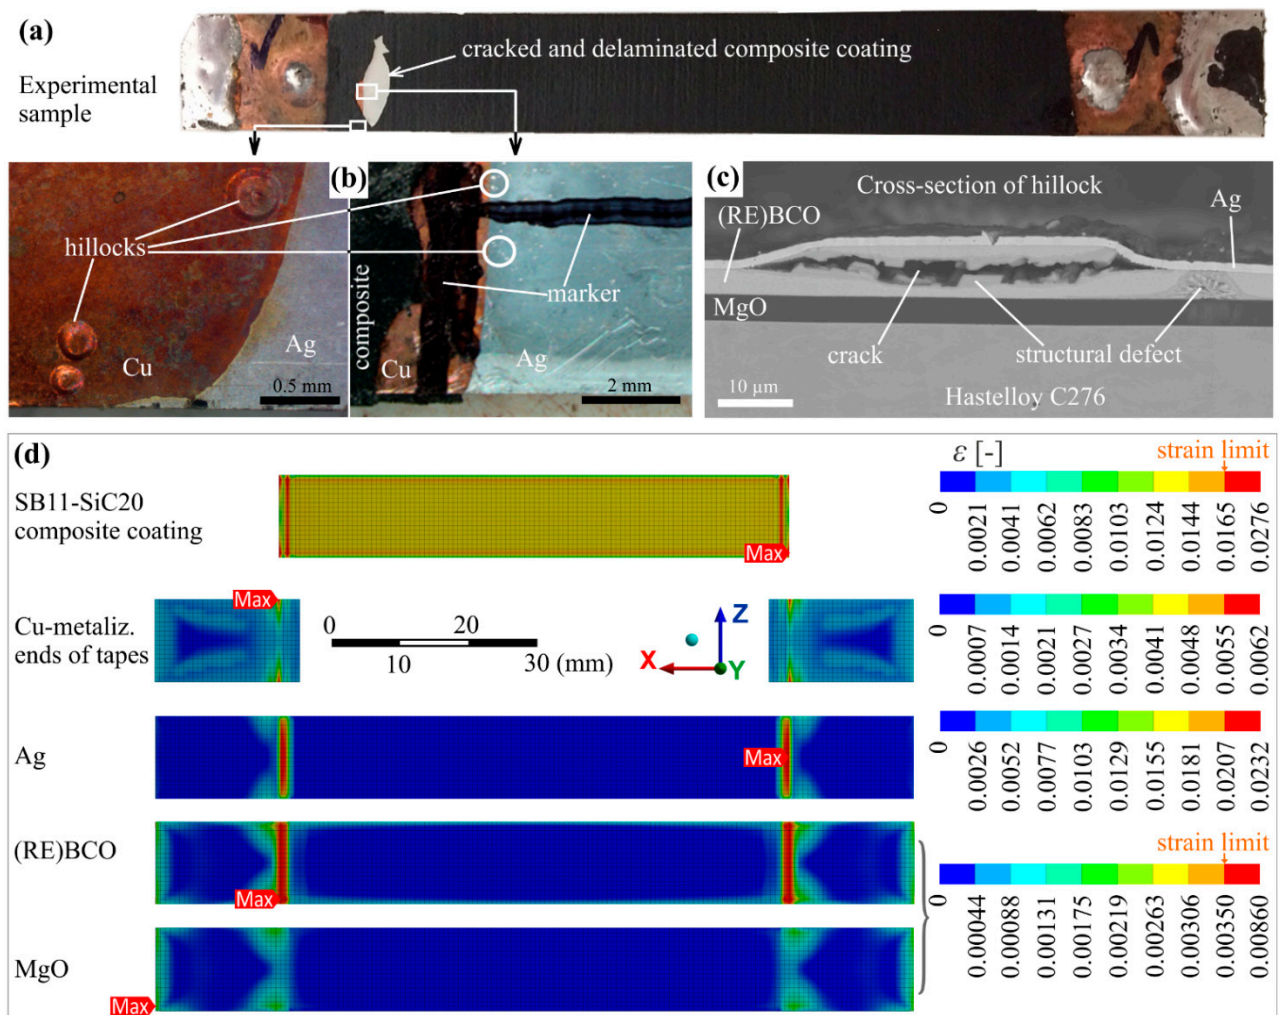 (a)
cracked and delaminated composite coating
Experimental
sample
(b)
hillocks
Cu
Ag
0.5 mm
composite
marker
Cu
Ag
2 mm
(c)
Cross-section of hillock
(RE)BCO
Ag
MgO
crack
structural defect
10 µm
Hastelloy C276
(d)
SB11-SiC20
composite coating
Max
ε [-]
strain limit
0
0.0021
0.0041
0.0062
0.0083
0.0103
0.0124
0.0144
0.0165
0.0276
Cu-metaliz.
ends of tapes
Max
0
20
10
30 (mm)
X
Z
Y
0
0.0007
0.0014
0.0021
0.0027
0.0034
0.0041
0.0048
0.0055
0.0062
Ag
Max
0
0.0026
0.0052
0.0077
0.0103
0.0129
0.0155
0.0181
0.0207
0.0232
(RE)BCO
Max
strain limit
0
0.00044
0.00088
0.00131
0.00175
0.00219
0.00263
0.00306
0.00350
0.00860
MgO
Max